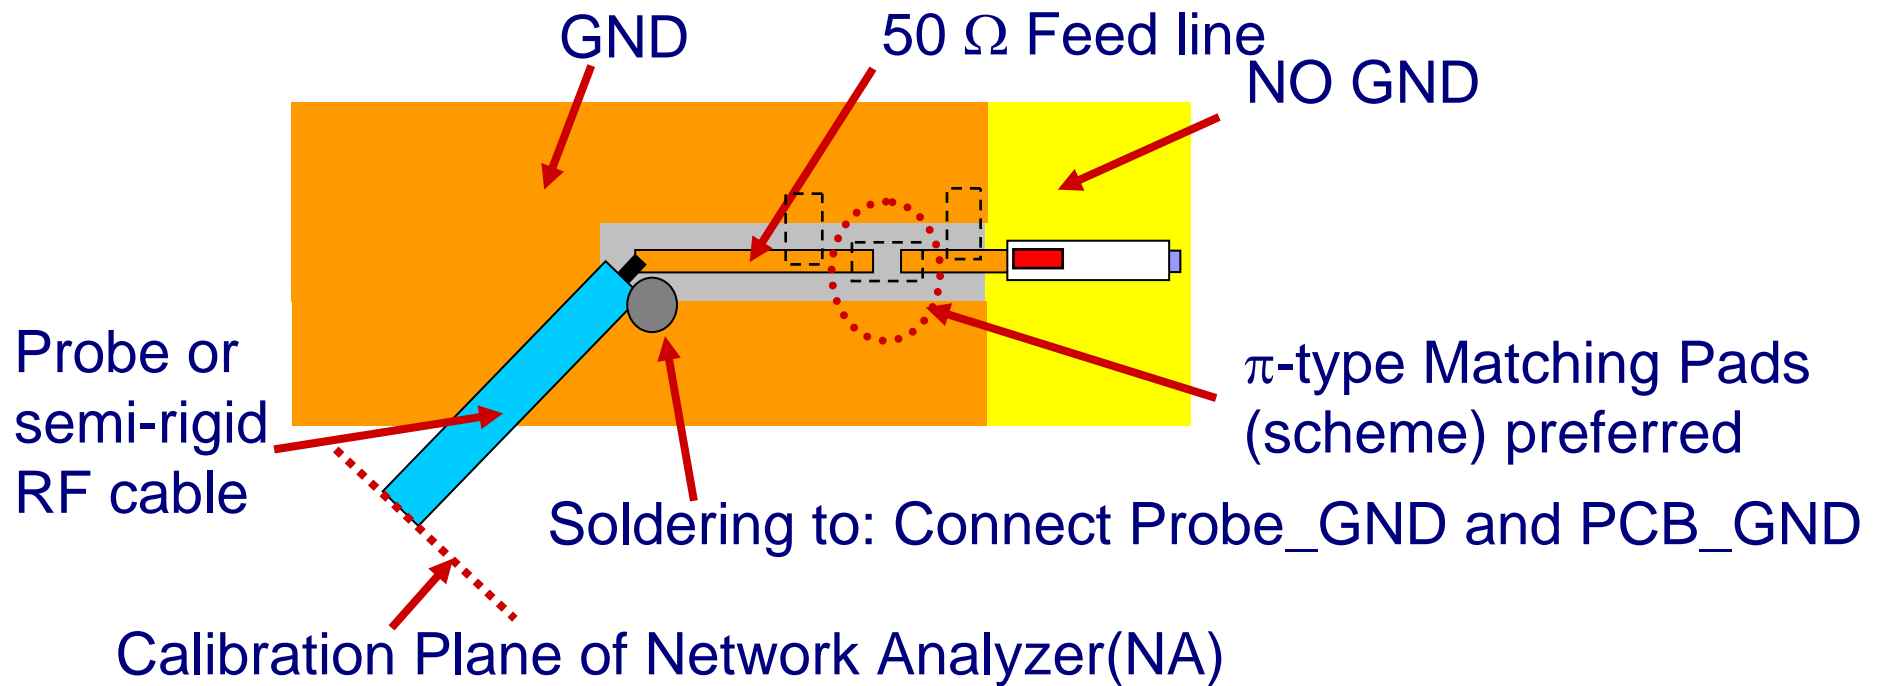 GND
50 Ω Feed line
NO GND
Probe or
semi-rigid
RF cable
π-type Matching Pads
(scheme) preferred
Soldering to: Connect Probe_GND and PCB_GND
Calibration Plane of Network Analyzer(NA)